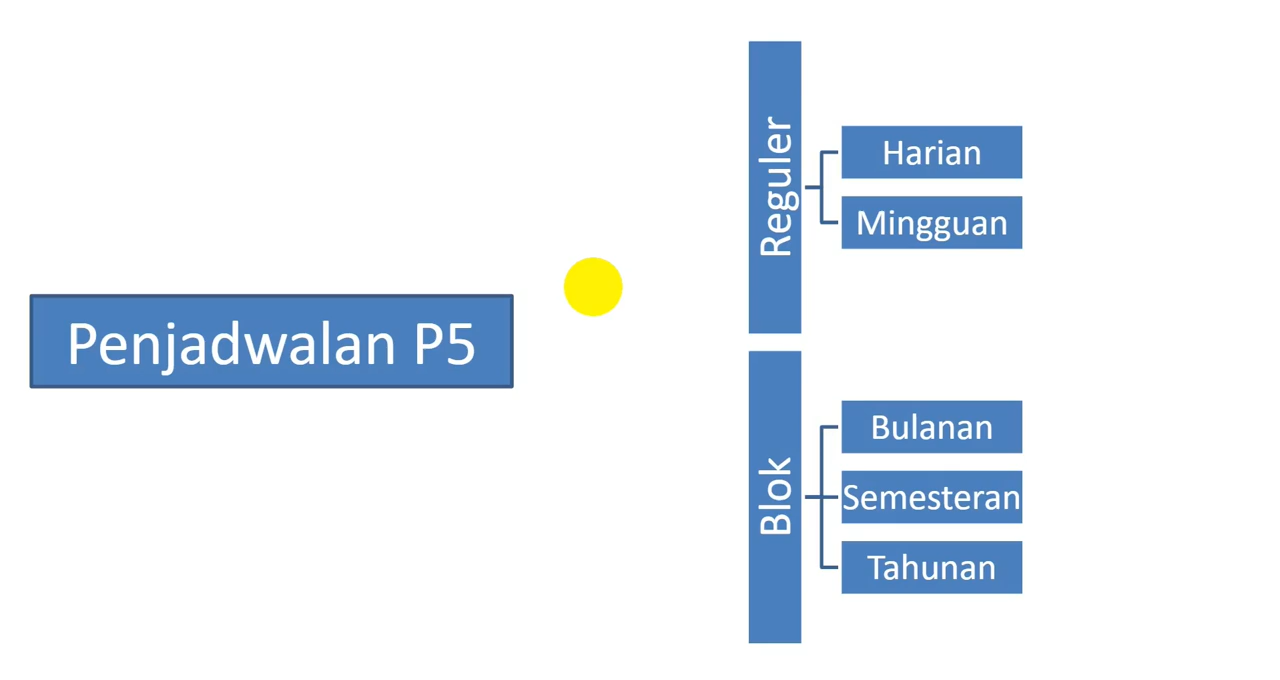 Penjadwalan P5
Reguler
Harian
Mingguan
Blok
Bulanan
Semesteran
Tahunan